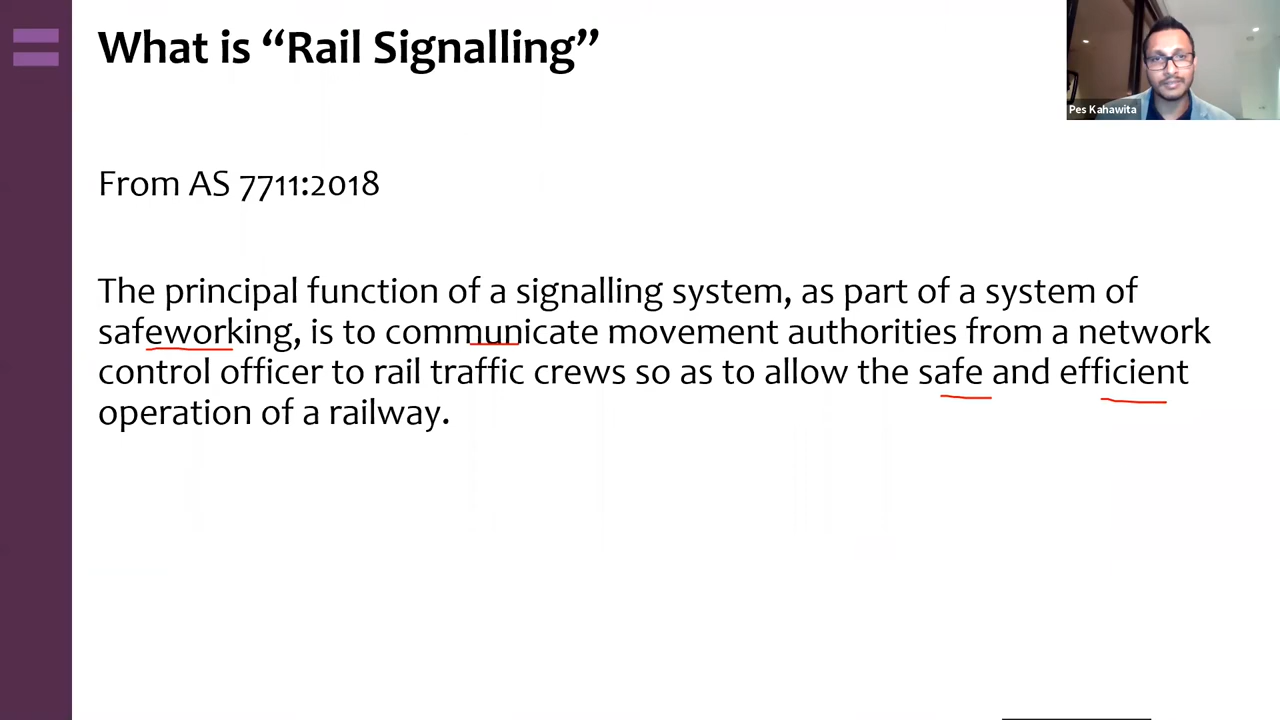 What is “Rail Signalling”
Pes Kahawita
From AS 7711:2018
The principal function of a signalling system, as part of a system of
safeworking, is to communicate movement authorities from a network
control officer to rail traffic crews so as to allow the safe and efficient
operation of a railway.